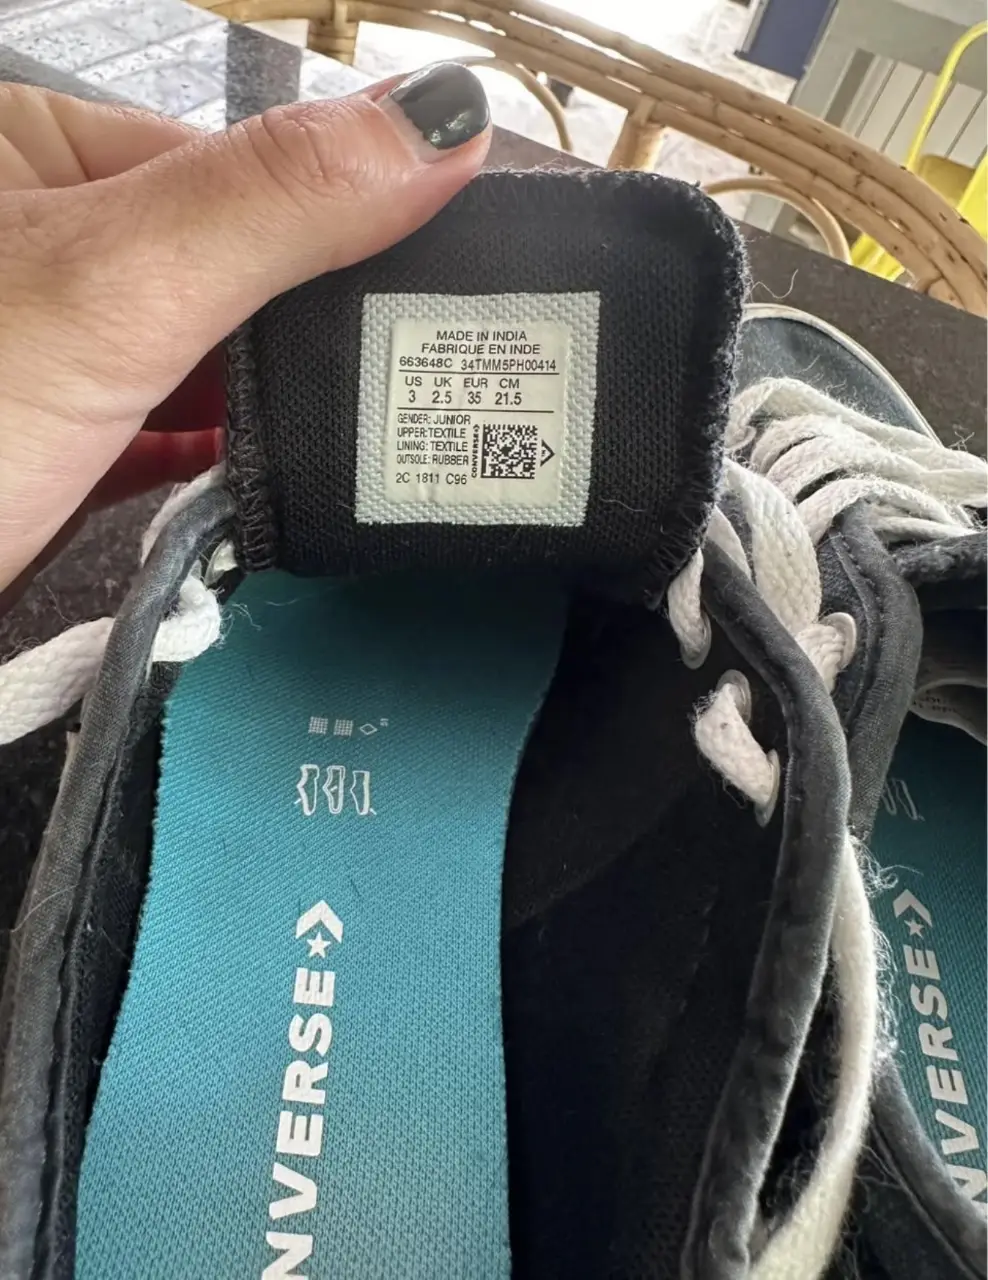 MADE IN INDIA
FABRIQUE EN INDE
663648C 34TMM5PH00414
US UK EUR CM
3 2.5 35 21.5
GENDER: JUNIOR
UPPER: TEXTILE
LINING: TEXTILE
OUTSOLE: RUBBER
CONVERSE
2C 1811 C96
NVERSE
NVERSE